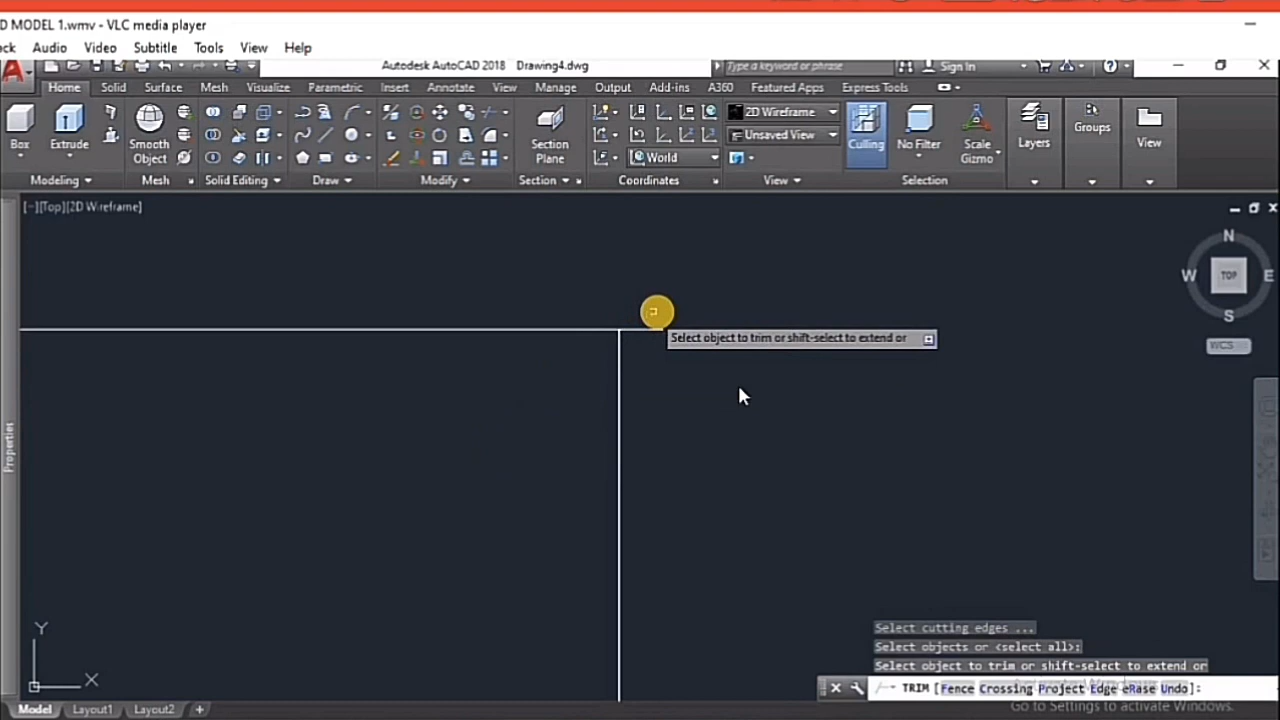 D MODEL 1.wmv - VLC media player
ck Audio Video Subtitle Tools View Help
Autodesk AutoCAD 2018 Drawing4.dwg
Type a keyword or phrase
Sign In
Home Solid Surface Mesh Visualize Parametric Insert Annotate View Manage Output Add-ins A360 Featured Apps Express Tools
2D Wireframe
Unsaved View
World
Box Extrude Smooth Object Section Plane Culling No Filter Scale Gizmo Layers Groups View
Modeling Mesh Solid Editing Draw Modify Section Coordinates View Selection
[−][Top][2D Wireframe]
N
W TOP E
S
WCS
Select object to trim or shift-select to extend or
Properties
Y
X
Select cutting edges ...
Select objects or <select all>:
Select object to trim or shift-select to extend or
TRIM [Fence Crossing Project Edge eRase Undo]:
Go to Settings to activate Windows.
Model Layout1 Layout2 +